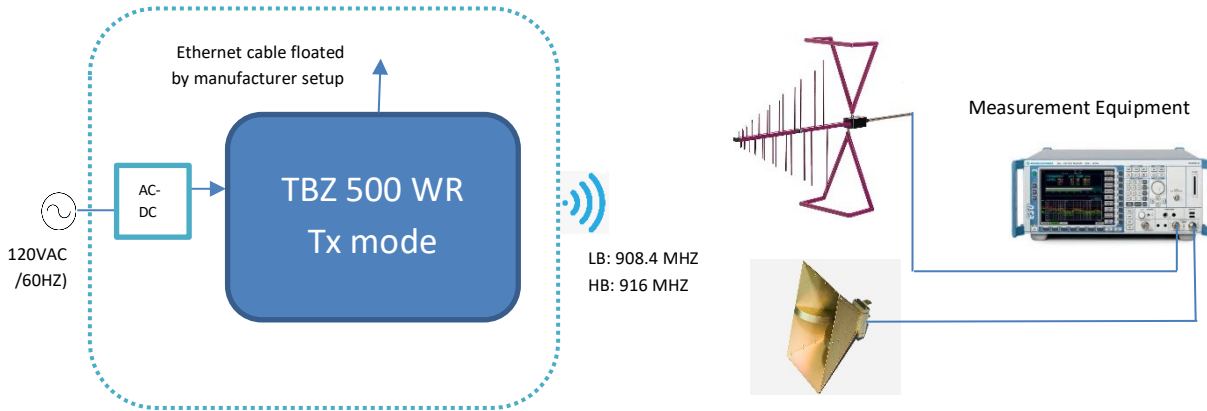 Ethernet cable floated
by manufacturer setup
Measurement Equipment
AC-
DC
TBZ 500 WR
Tx mode
120VAC
/60HZ)
LB: 908.4 MHZ
HB: 916 MHZ